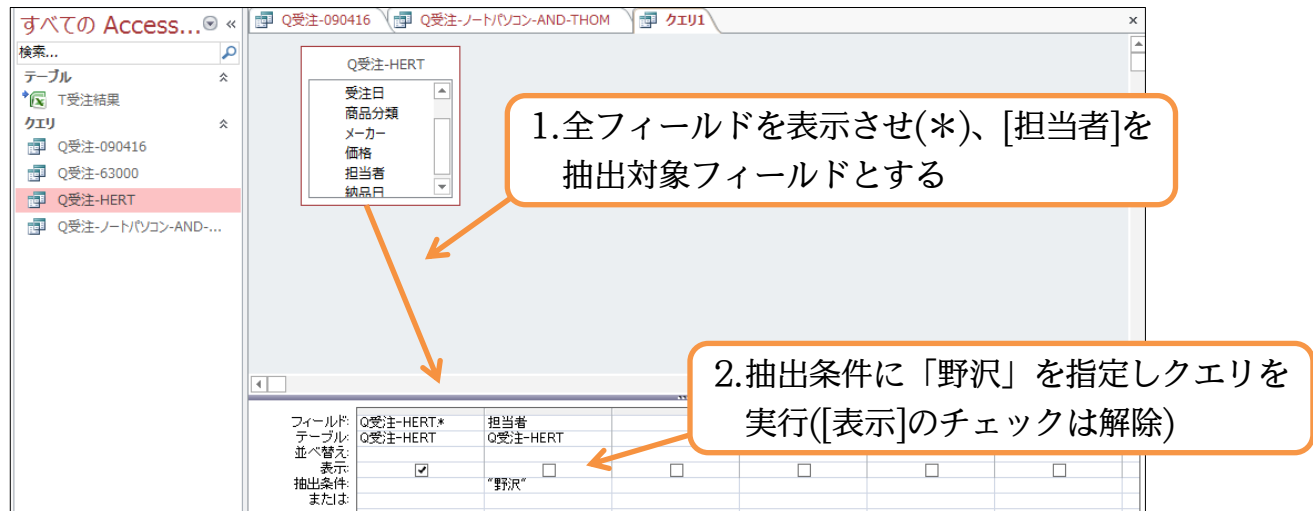 すべての Access...
検索...
テーブル
T受注結果
クエリ
Q受注-090416
Q受注-63000
Q受注-HERT
Q受注-ノートパソコン-AND-...
Q受注-090416
Q受注-ノートパソコン-AND-THOM
クエリ1
Q受注-HERT
受注日
商品分類
メーカー
価格
担当者
納品日
1.全フィールドを表示させ(＊)、[担当者]を
抽出対象フィールドとする
2.抽出条件に「野沢」を指定しクエリを
実行([表示]のチェックは解除)
フィールド: Q受注-HERT.* 担当者
テーブル: Q受注-HERT Q受注-HERT
並べ替え:
表示:
抽出条件: "野沢"
または: